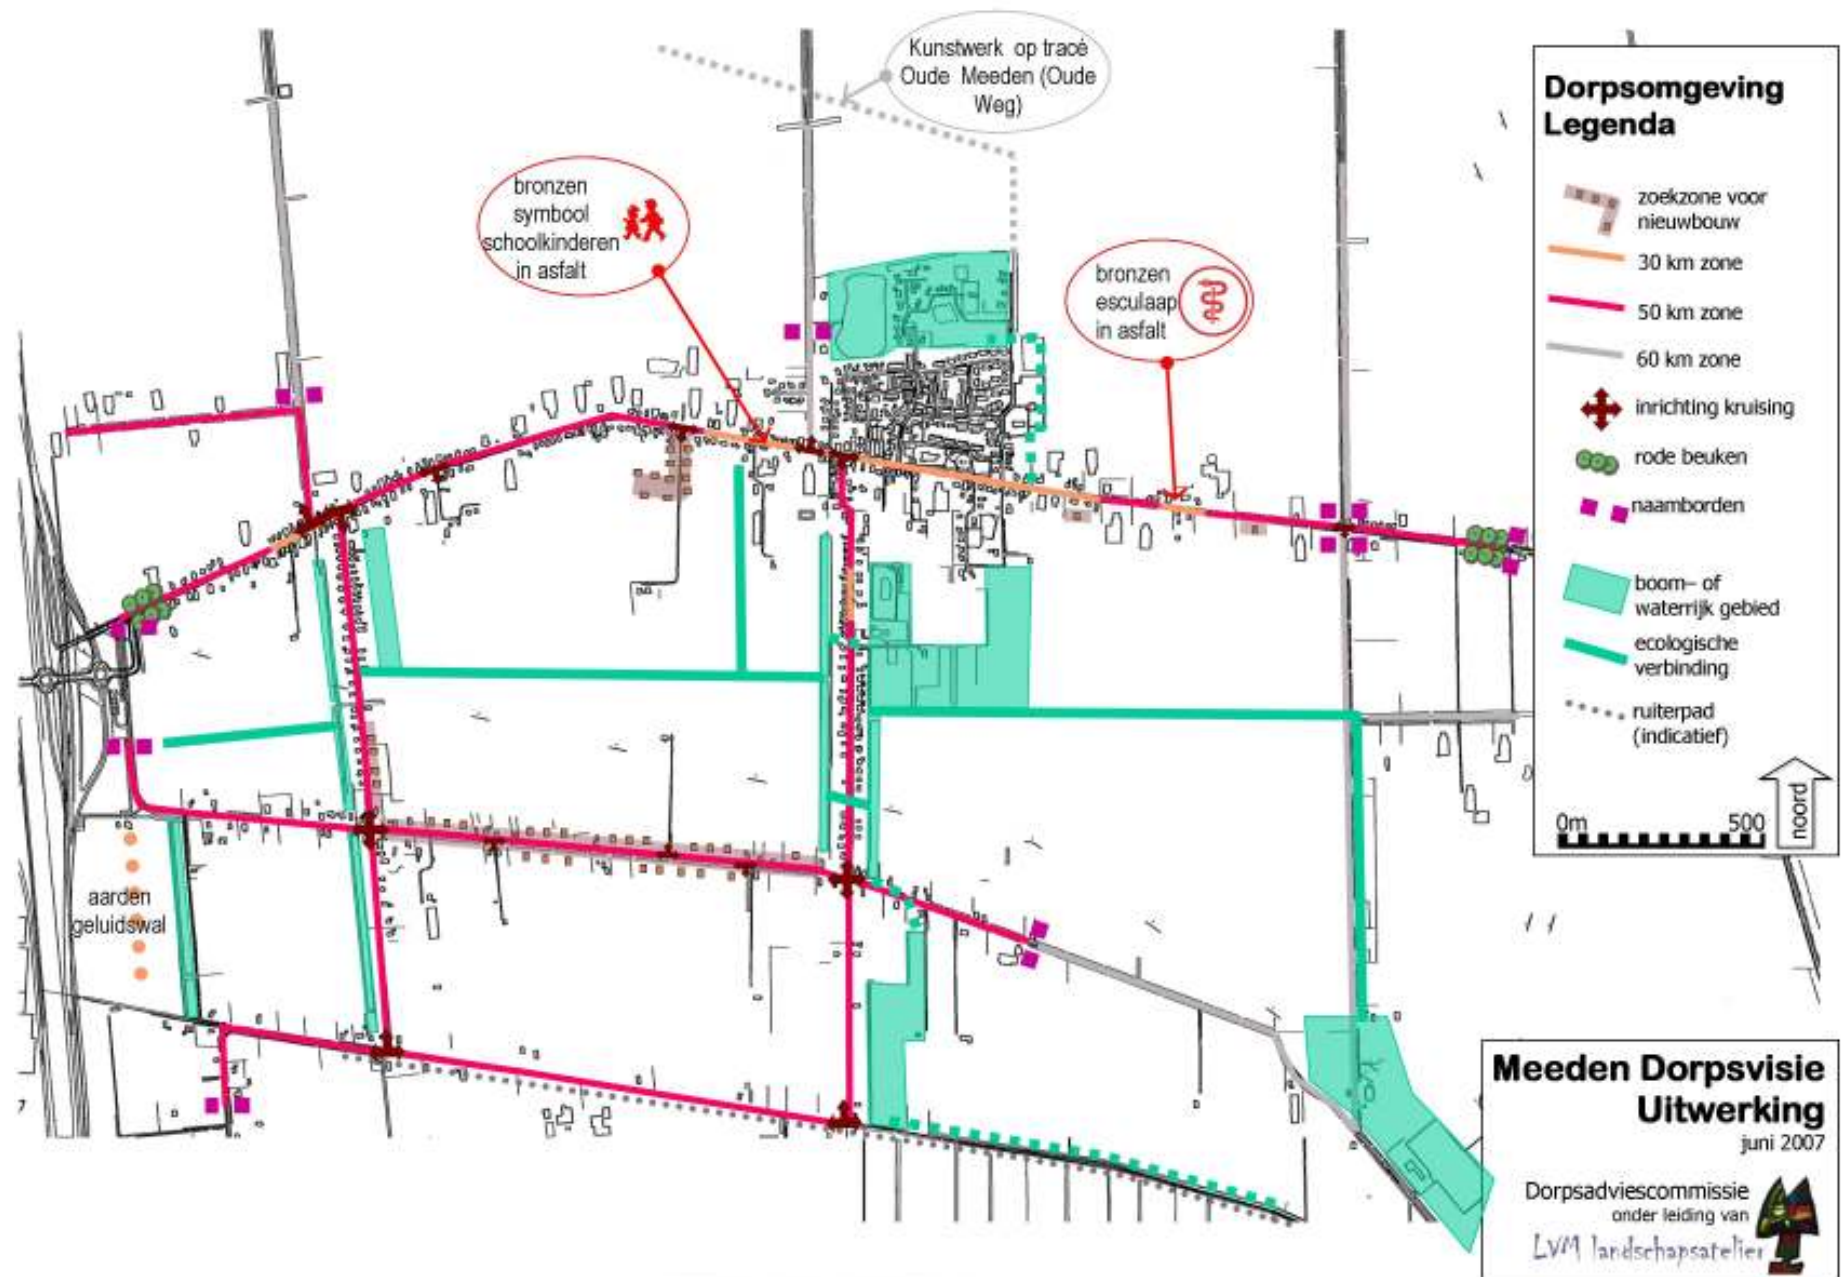 Kunstwerk op tracé
Oude Meeden (Oude
Weg)
bronzen
symbool
schoolkinderen
in asfalt
bronzen
esculaap
in asfalt
aarden
geluidswal
7
Dorpsomgeving
Legenda
zoekzone voor
nieuwbouw
30 km zone
50 km zone
60 km zone
inrichting kruising
rode beuken
naamborden
boom– of
waterrijk gebied
ecologische
verbinding
ruiterpad
(indicatief)
0m 500
noord
Meeden Dorpsvisie
Uitwerking
juni 2007
Dorpsadviescommissie
onder leiding van
LVM landschapsatelier